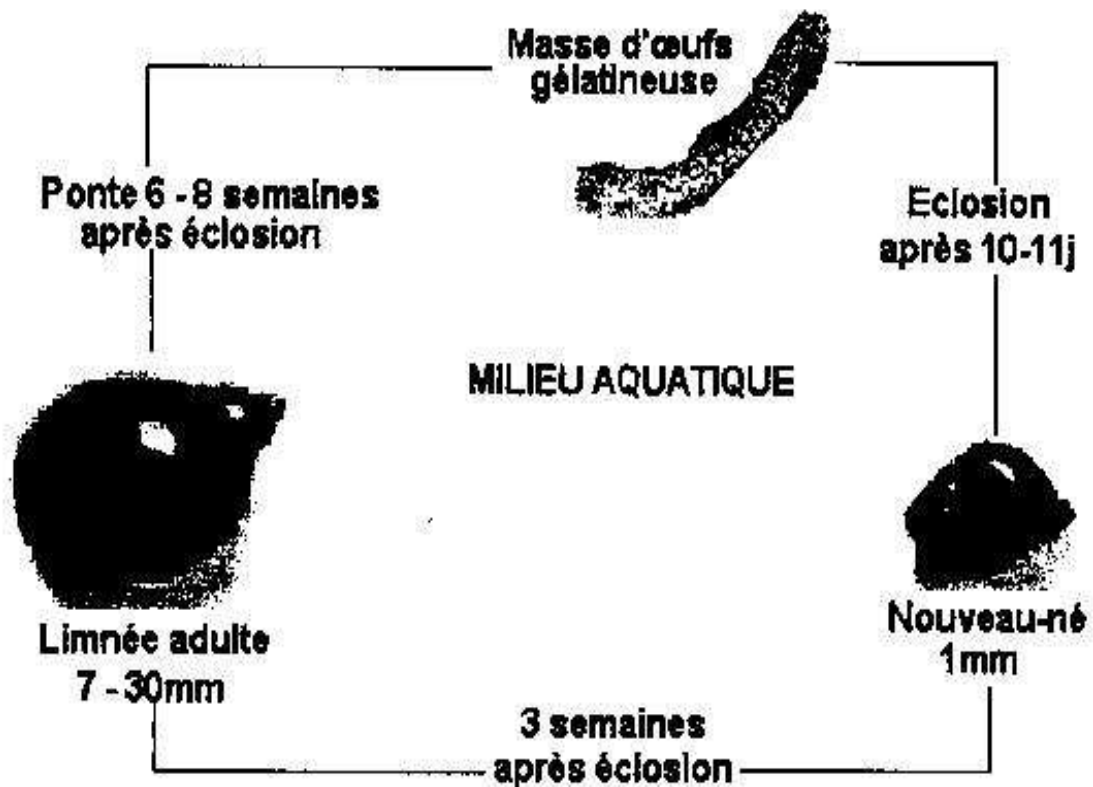 Masse d'œufs
gélatineuse
Ponte 6 - 8 semaines
après éclosion
Eclosion
après 10-11j
MILIEU AQUATIQUE
Limnée adulte
7 - 30mm
Nouveau-né
1mm
3 semaines
après éclosion